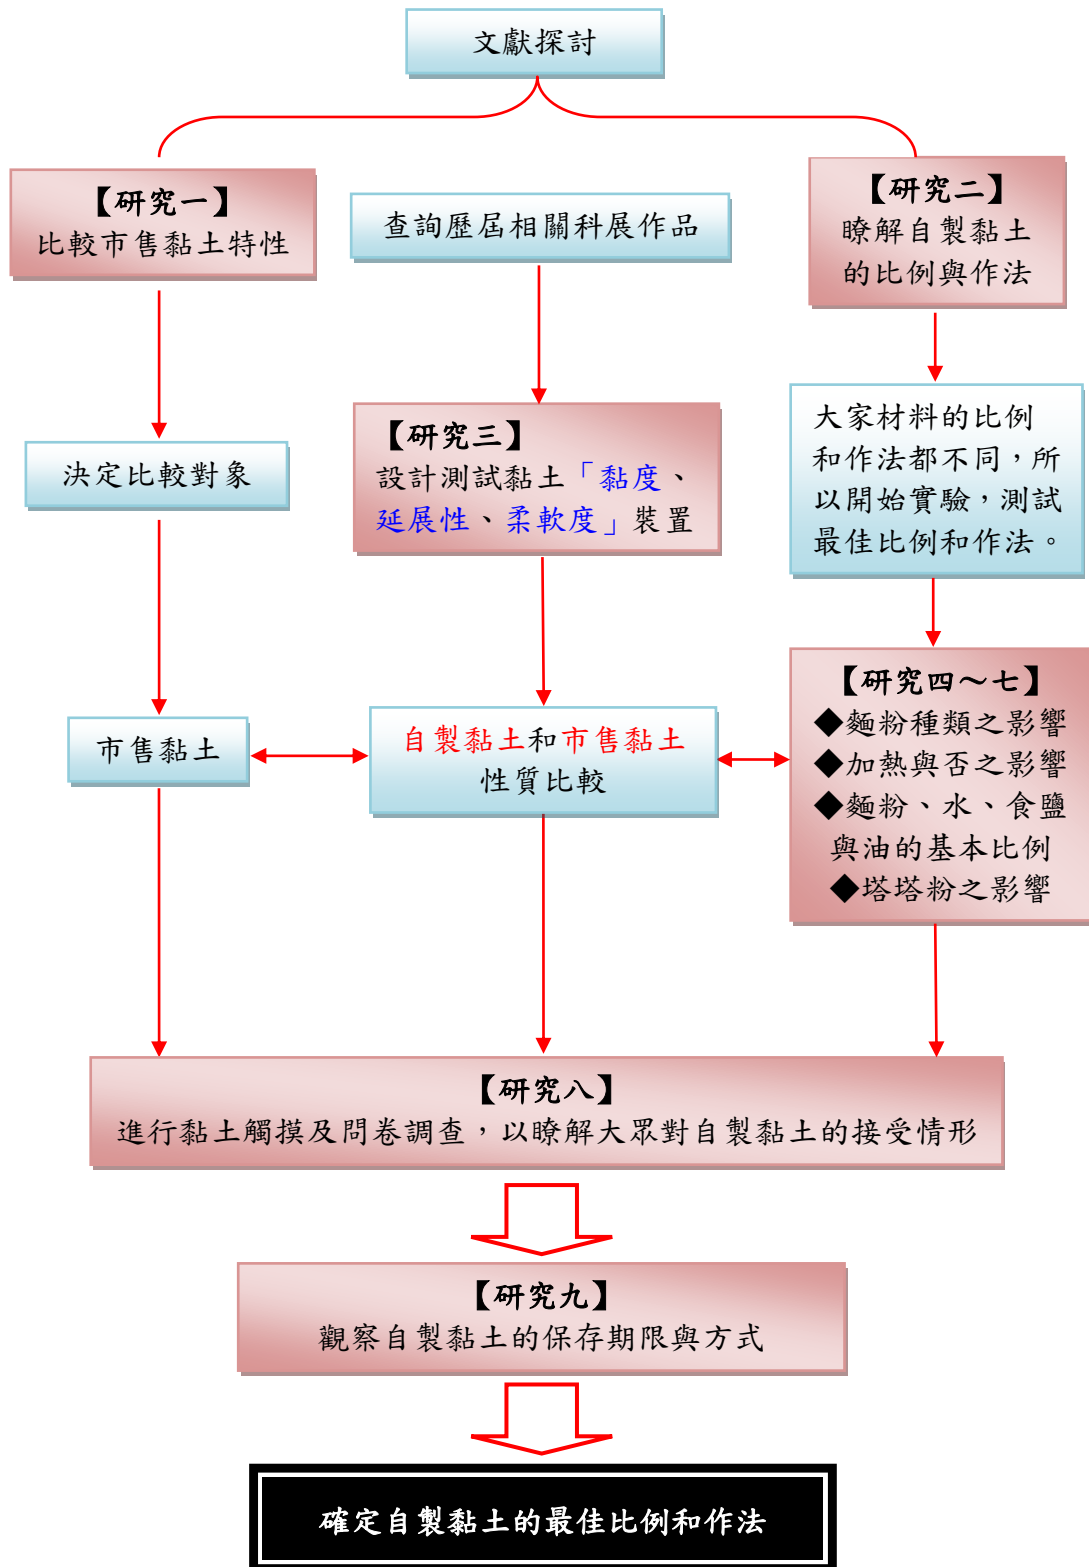 文獻探討
【研究一】
比較市售黏土特性
查詢歷屆相關科展作品
【研究二】
瞭解自製黏土
的比例與作法
決定比較對象
【研究三】
設計測試黏土「黏度、
延展性、柔軟度」裝置
大家材料的比例
和作法都不同，所
以開始實驗，測試
最佳比例和作法。
市售黏土
自製黏土和市售黏土
性質比較
【研究四～七】
◆麵粉種類之影響
◆加熱與否之影響
◆麵粉、水、食鹽
與油的基本比例
◆塔塔粉之影響
【研究八】
進行黏土觸摸及問卷調查，以瞭解大眾對自製黏土的接受情形
【研究九】
觀察自製黏土的保存期限與方式
確定自製黏土的最佳比例和作法